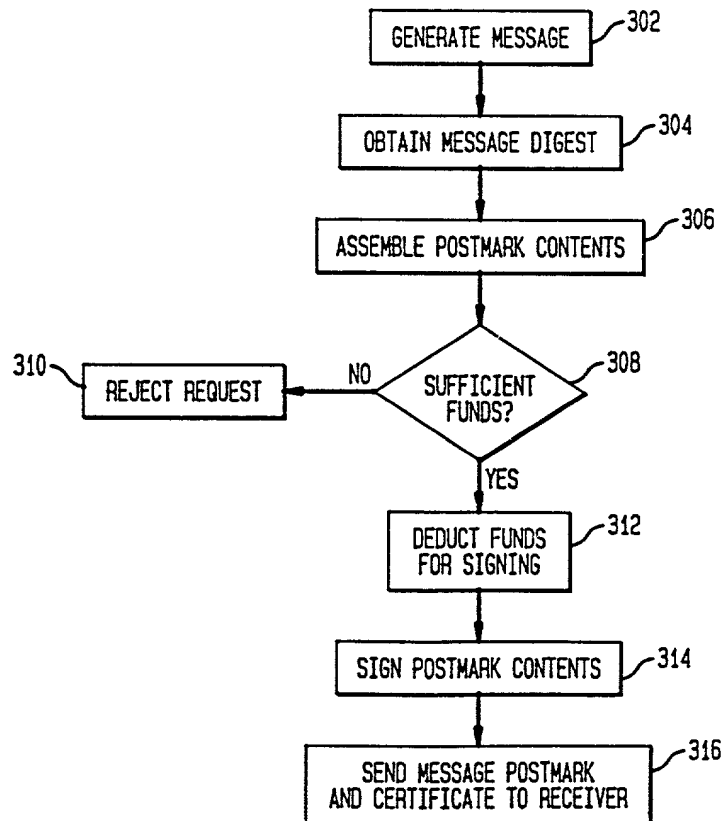 GENERATE MESSAGE
302
OBTAIN MESSAGE DIGEST
304
ASSEMBLE POSTMARK CONTENTS
306
310
REJECT REQUEST
NO
SUFFICIENT
FUNDS?
308
YES
DEDUCT FUNDS
FOR SIGNING
312
SIGN POSTMARK CONTENTS
314
SEND MESSAGE POSTMARK
AND CERTIFICATE TO RECEIVER
316